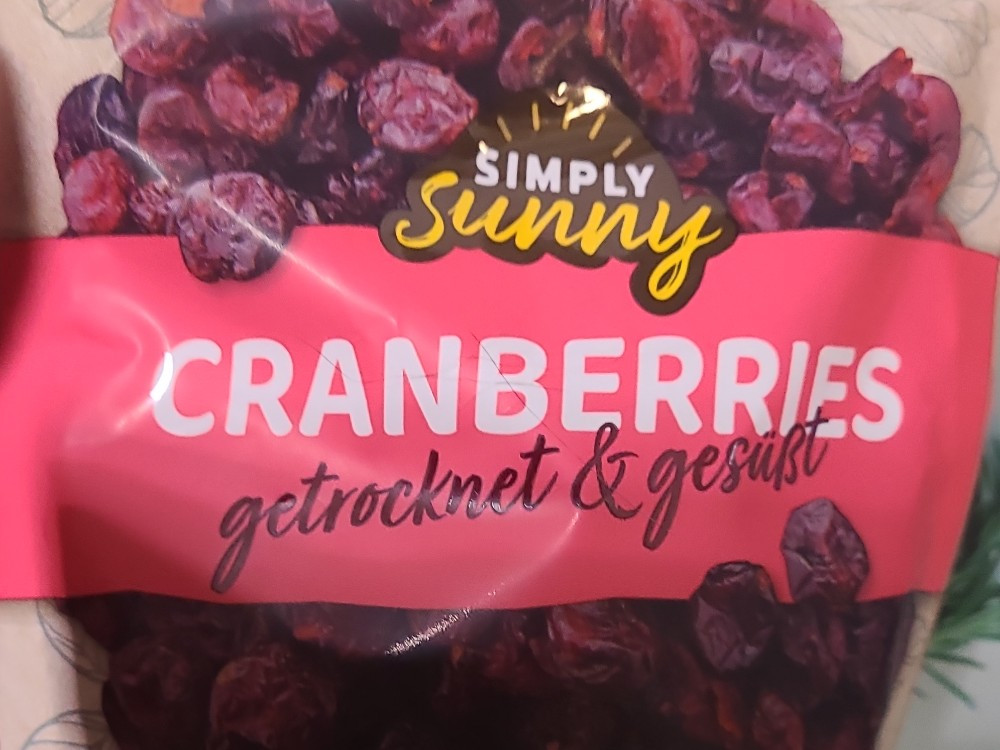 SIMPLY
Sunny
CRANBERRIES
getrocknet & gesüßt